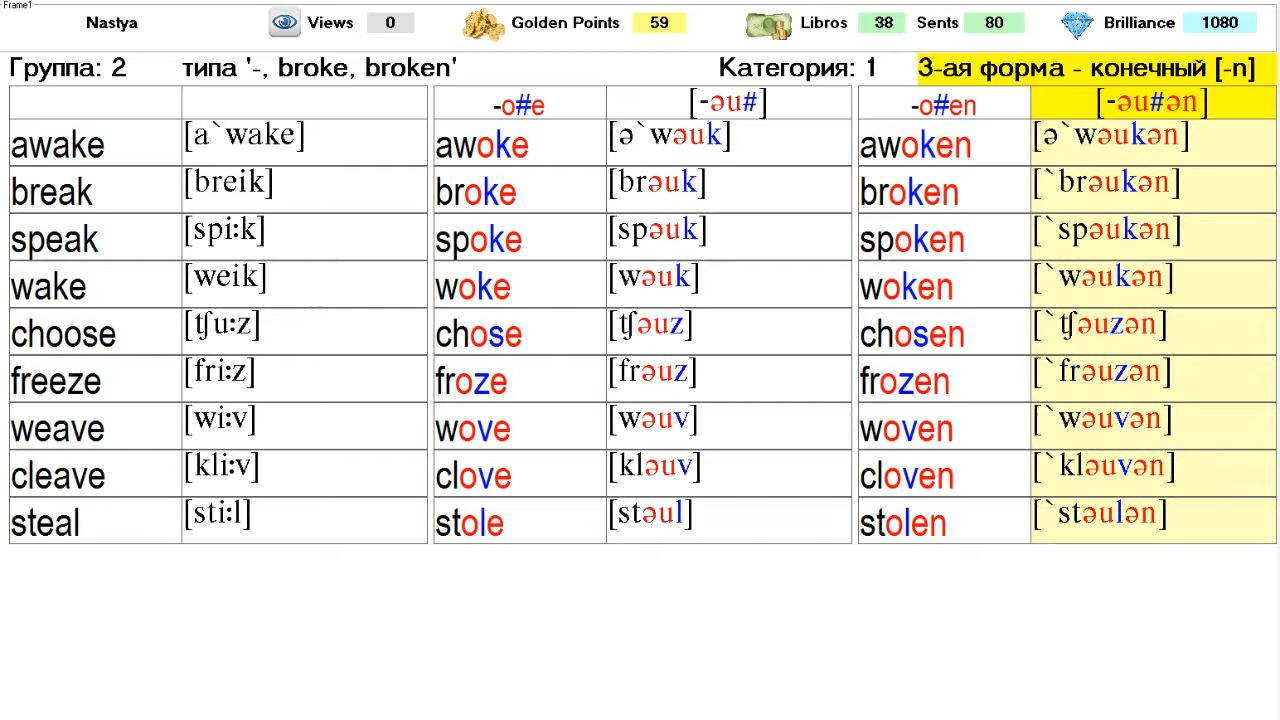 Frame1
Nastya Views 0 Golden Points 59 Libros 38 Sents 80 Brilliance 1080
Группа: 2 типа '-, broke, broken' Категория: 1 3-ая форма - конечный [-n]
-o#e [-əu#] -o#en [-əu#ən]
awake [a`wake] awoke [ə`wəuk] awoken [ə`wəukən]
break [breik] broke [brəuk] broken [`brəukən]
speak [spi:k] spoke [spəuk] spoken [`spəukən]
wake [weik] woke [wəuk] woken [`wəukən]
choose [ʧu:z] chose [ʧəuz] chosen [`ʧəuzən]
freeze [fri:z] froze [frəuz] frozen [`frəuzən]
weave [wi:v] wove [wəuv] woven [`wəuvən]
cleave [kli:v] clove [kləuv] cloven [`kləuvən]
steal [sti:l] stole [stəul] stolen [`stəulən]